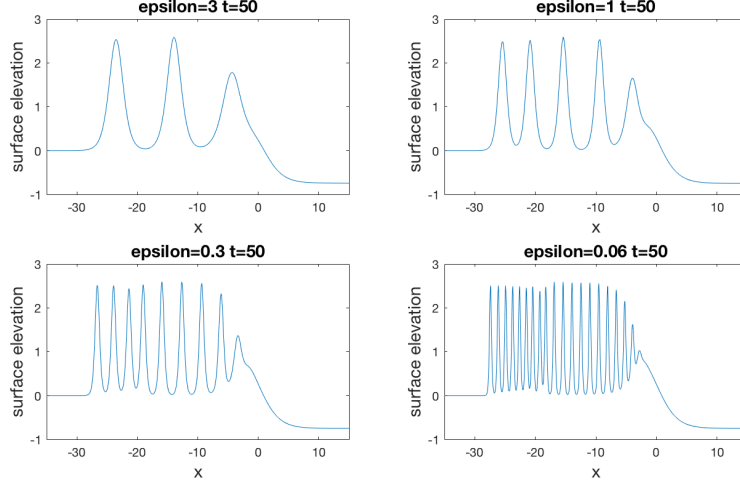 epsilon=3 t=50
surface elevation
3
2
1
0
-1
-30 -20 -10 0 10
x
epsilon=1 t=50
surface elevation
3
2
1
0
-1
-30 -20 -10 0 10
x
epsilon=0.3 t=50
surface elevation
3
2
1
0
-1
-30 -20 -10 0 10
x
epsilon=0.06 t=50
surface elevation
3
2
1
0
-1
-30 -20 -10 0 10
x